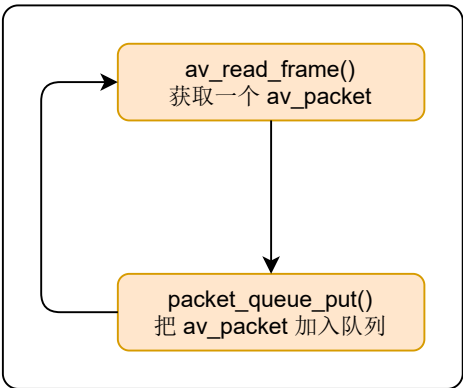 av_read_frame()
获取一个 av_packet
packet_queue_put()
把 av_packet 加入队列